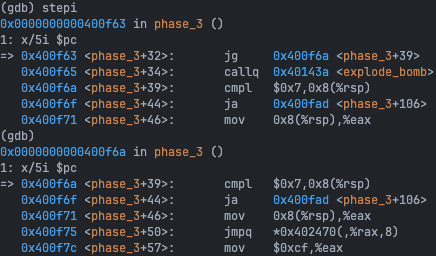 (gdb) stepi
0x0000000000400f63 in phase_3 ()
1: x/5i $pc
=> 0x400f63 <phase_3+32>:	jg     0x400f6a <phase_3+39>
   0x400f65 <phase_3+34>:	callq  0x40143a <explode_bomb>
   0x400f6a <phase_3+39>:	cmpl   $0x7,0x8(%rsp)
   0x400f6f <phase_3+44>:	ja     0x400fad <phase_3+106>
   0x400f71 <phase_3+46>:	mov    0x8(%rsp),%eax
(gdb)
0x0000000000400f6a in phase_3 ()
1: x/5i $pc
=> 0x400f6a <phase_3+39>:	cmpl   $0x7,0x8(%rsp)
   0x400f6f <phase_3+44>:	ja     0x400fad <phase_3+106>
   0x400f71 <phase_3+46>:	mov    0x8(%rsp),%eax
   0x400f75 <phase_3+50>:	jmpq   *0x402470(,%rax,8)
   0x400f7c <phase_3+57>:	mov    $0xcf,%eax